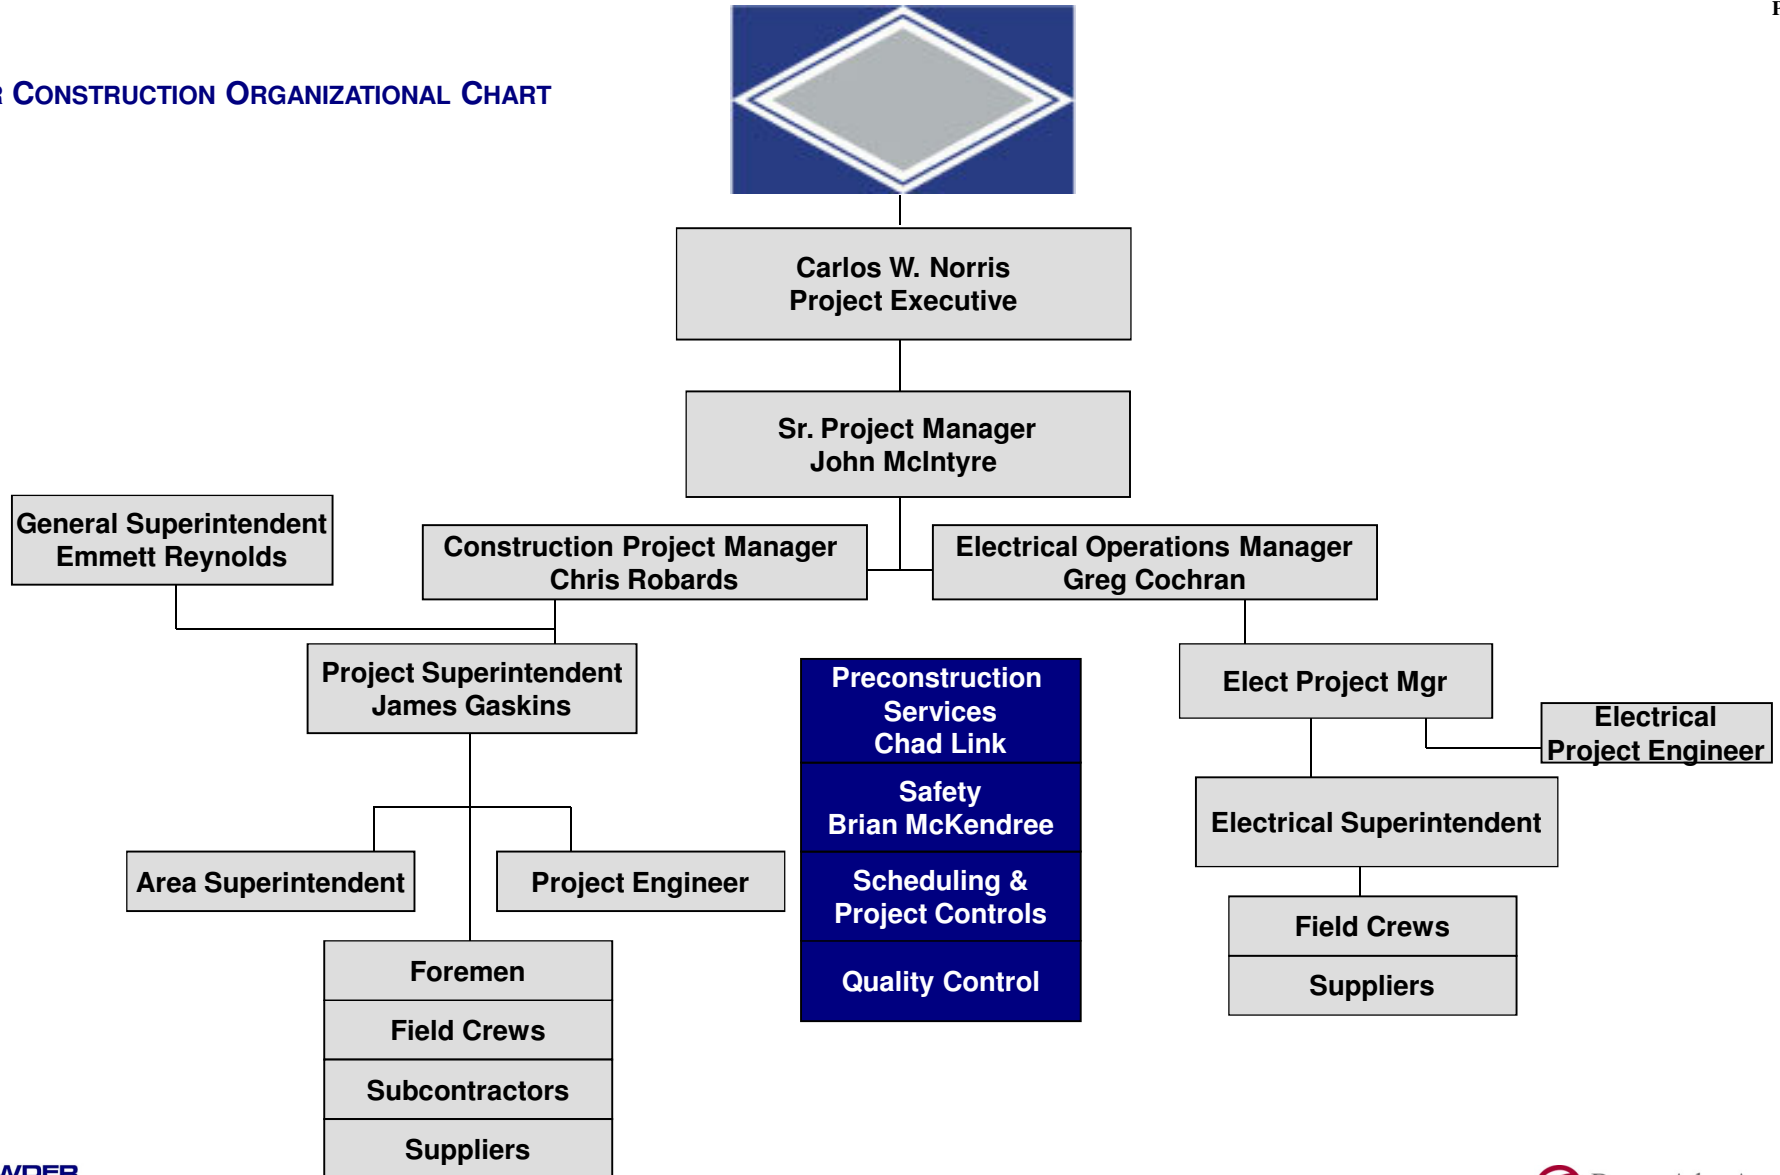 R CONSTRUCTION ORGANIZATIONAL CHART
Carlos W. Norris
Project Executive
Sr. Project Manager
John McIntyre
General Superintendent
Emmett Reynolds
Construction Project Manager
Chris Robards
Electrical Operations Manager
Greg Cochran
Project Superintendent
James Gaskins
Preconstruction
Services
Chad Link
Elect Project Mgr
Electrical
Project Engineer
Safety
Brian McKendree
Electrical Superintendent
Area Superintendent
Project Engineer
Scheduling &
Project Controls
Field Crews
Suppliers
Quality Control
Foremen
Field Crews
Subcontractors
Suppliers